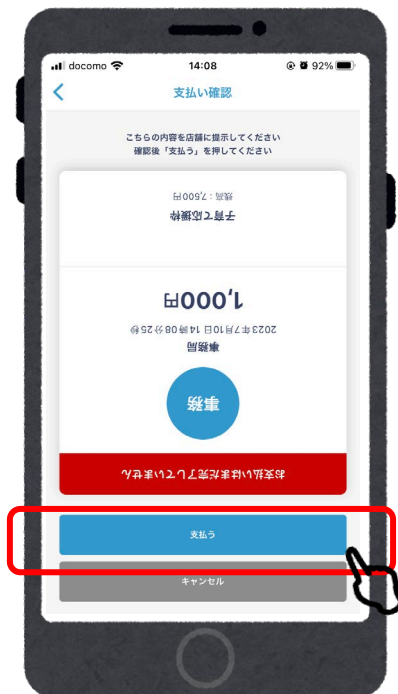 docomo 14:08 92%
支払い確認
こちらの内容を店舗に提示してください
確認後「支払う」を押してください
お支払いはまだ完了していません
事務
事務局
2023年7月10日 14時08分25秒
1,000円
子育て応援枠
残高：7,500円
支払う
キャンセル